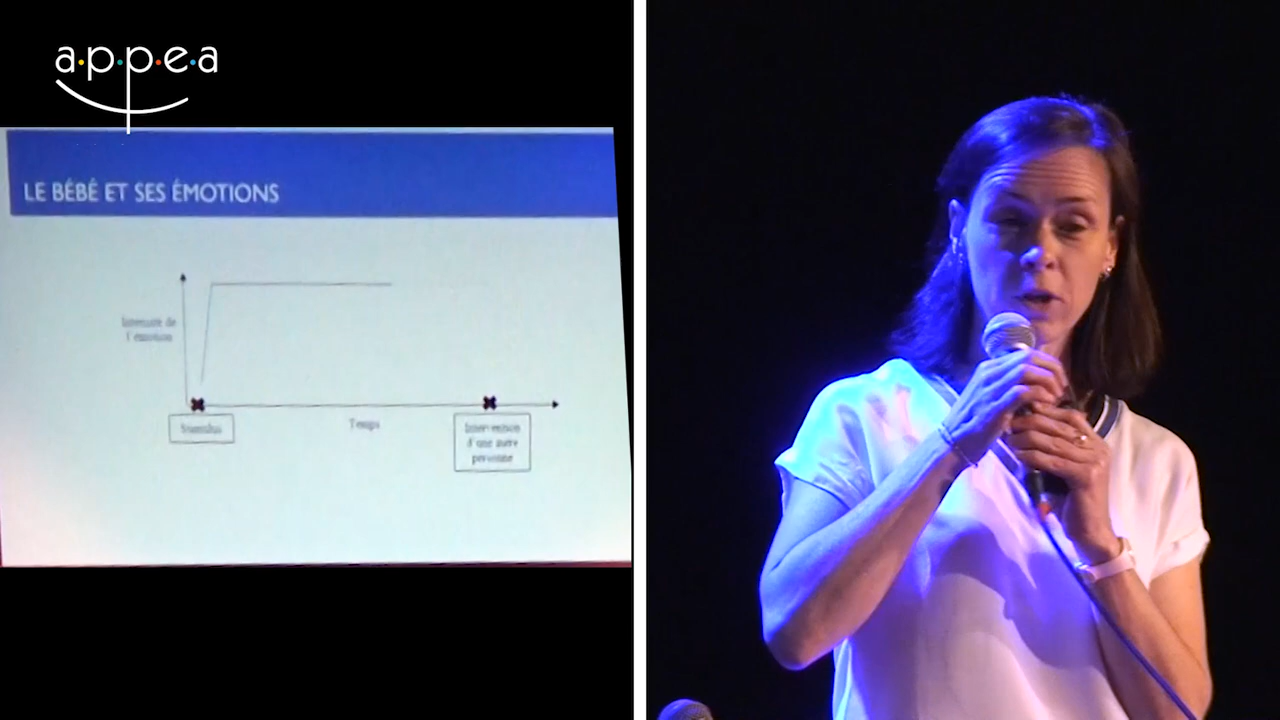 a·p·p·e·a
LE BÉBÉ ET SES ÉMOTIONS
Intensité de
l'émotion
Stimulus
Temps
Intervention
d'une autre
personne